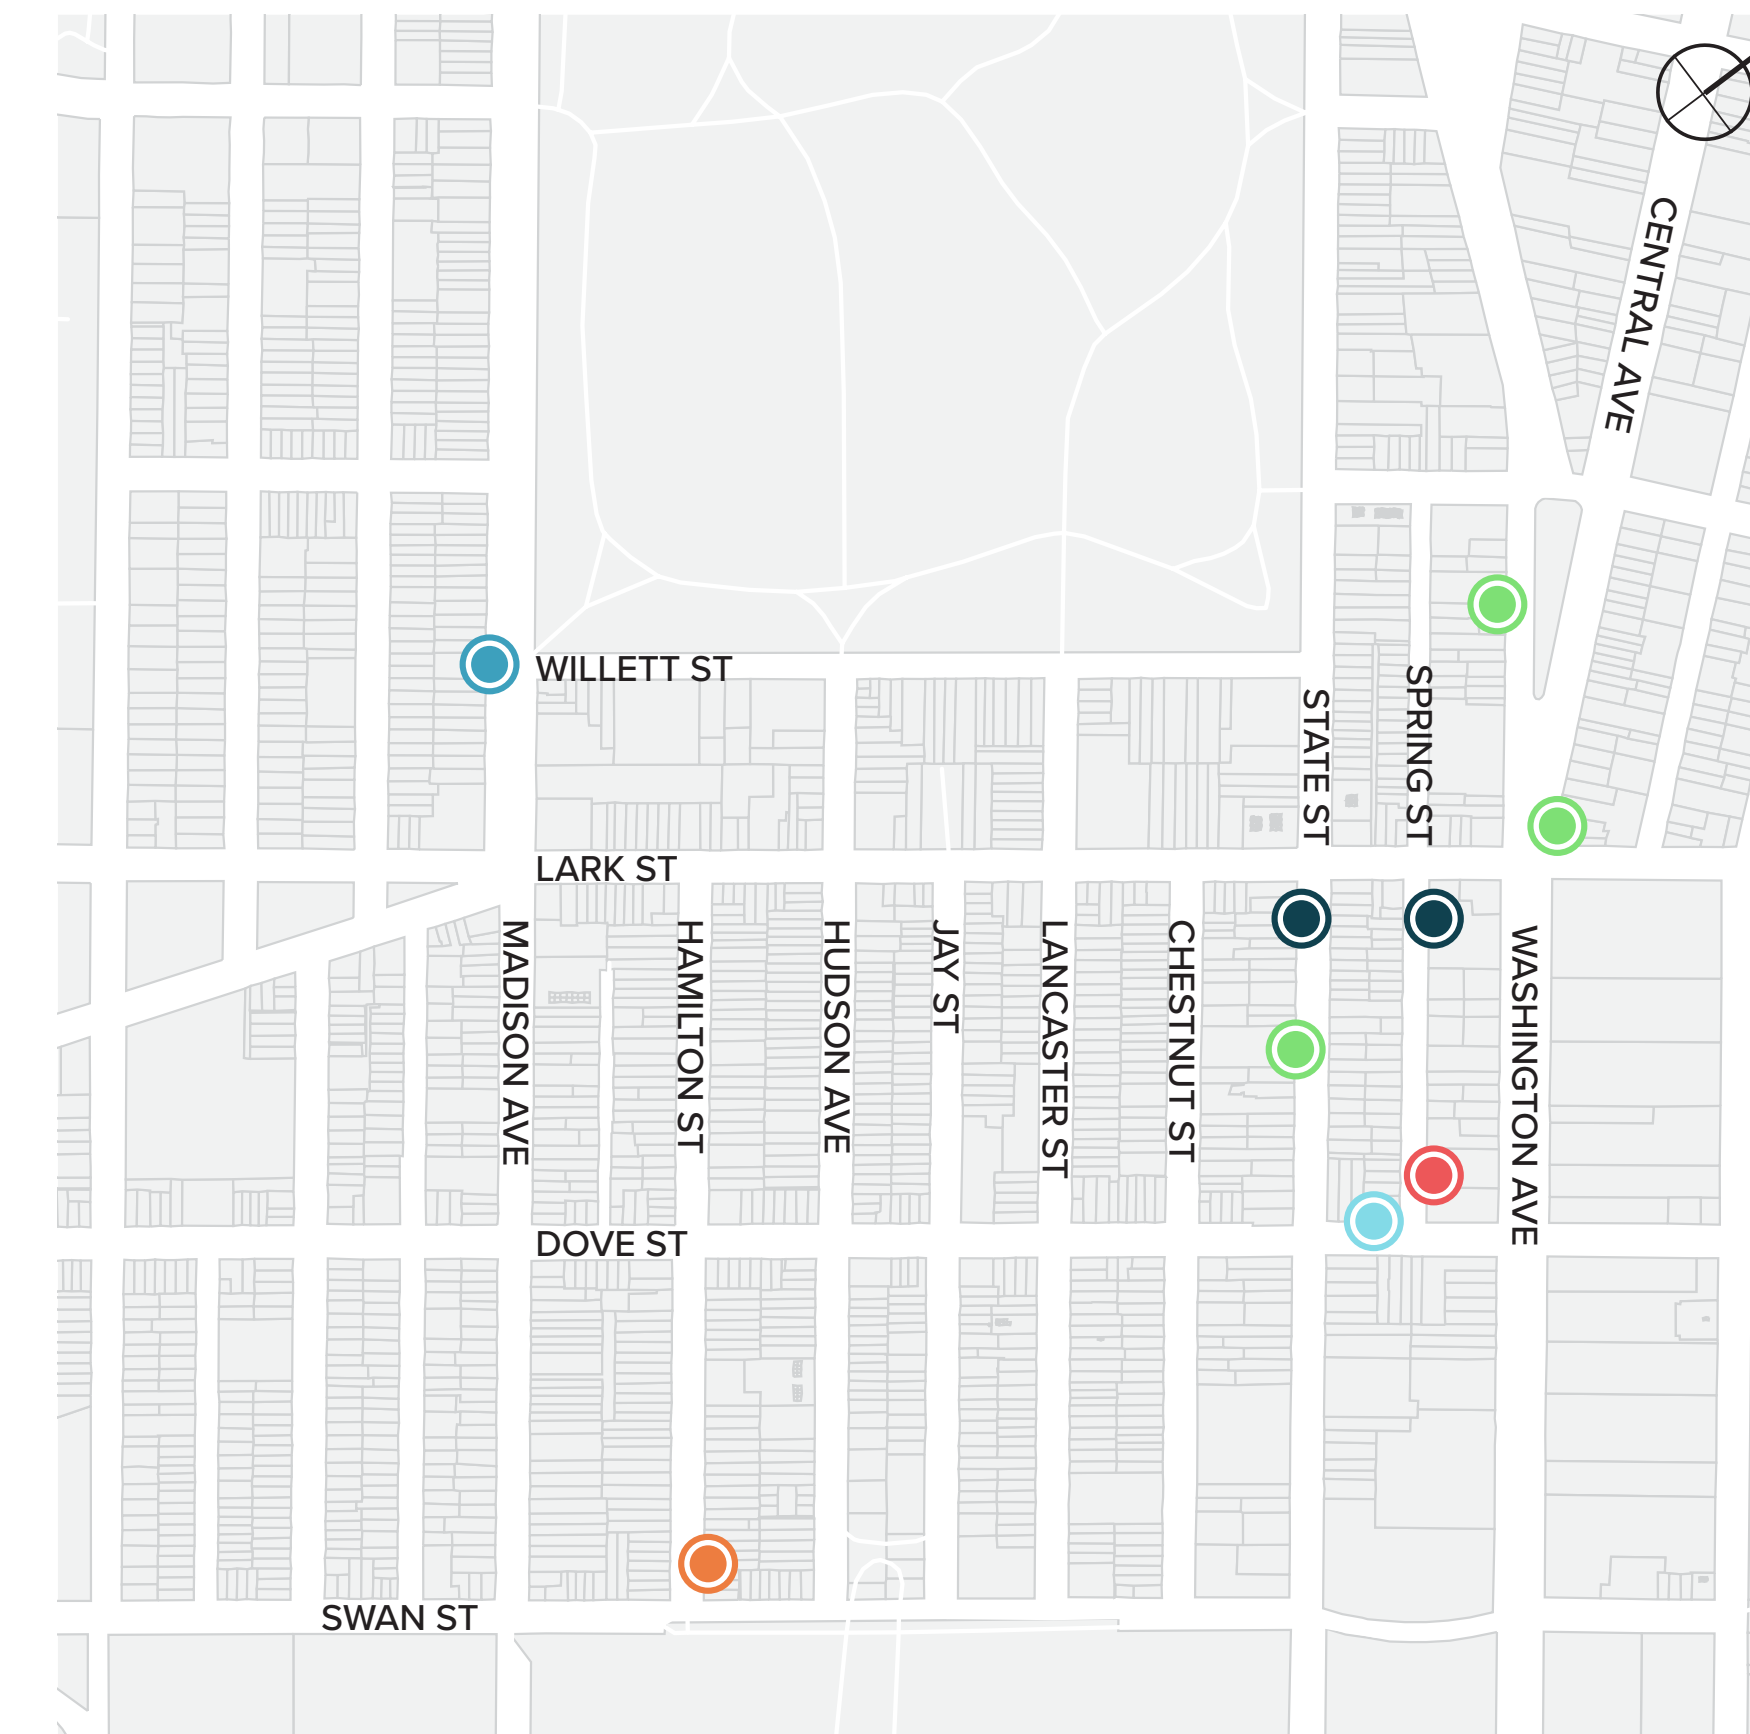 CENTRAL AVE
WILLETT ST
STATE ST
SPRING ST
LARK ST
MADISON AVE
HAMILTON ST
HUDSON AVE
JAY ST
LANCASTER ST
CHESTNUT ST
WASHINGTON AVE
DOVE ST
SWAN ST